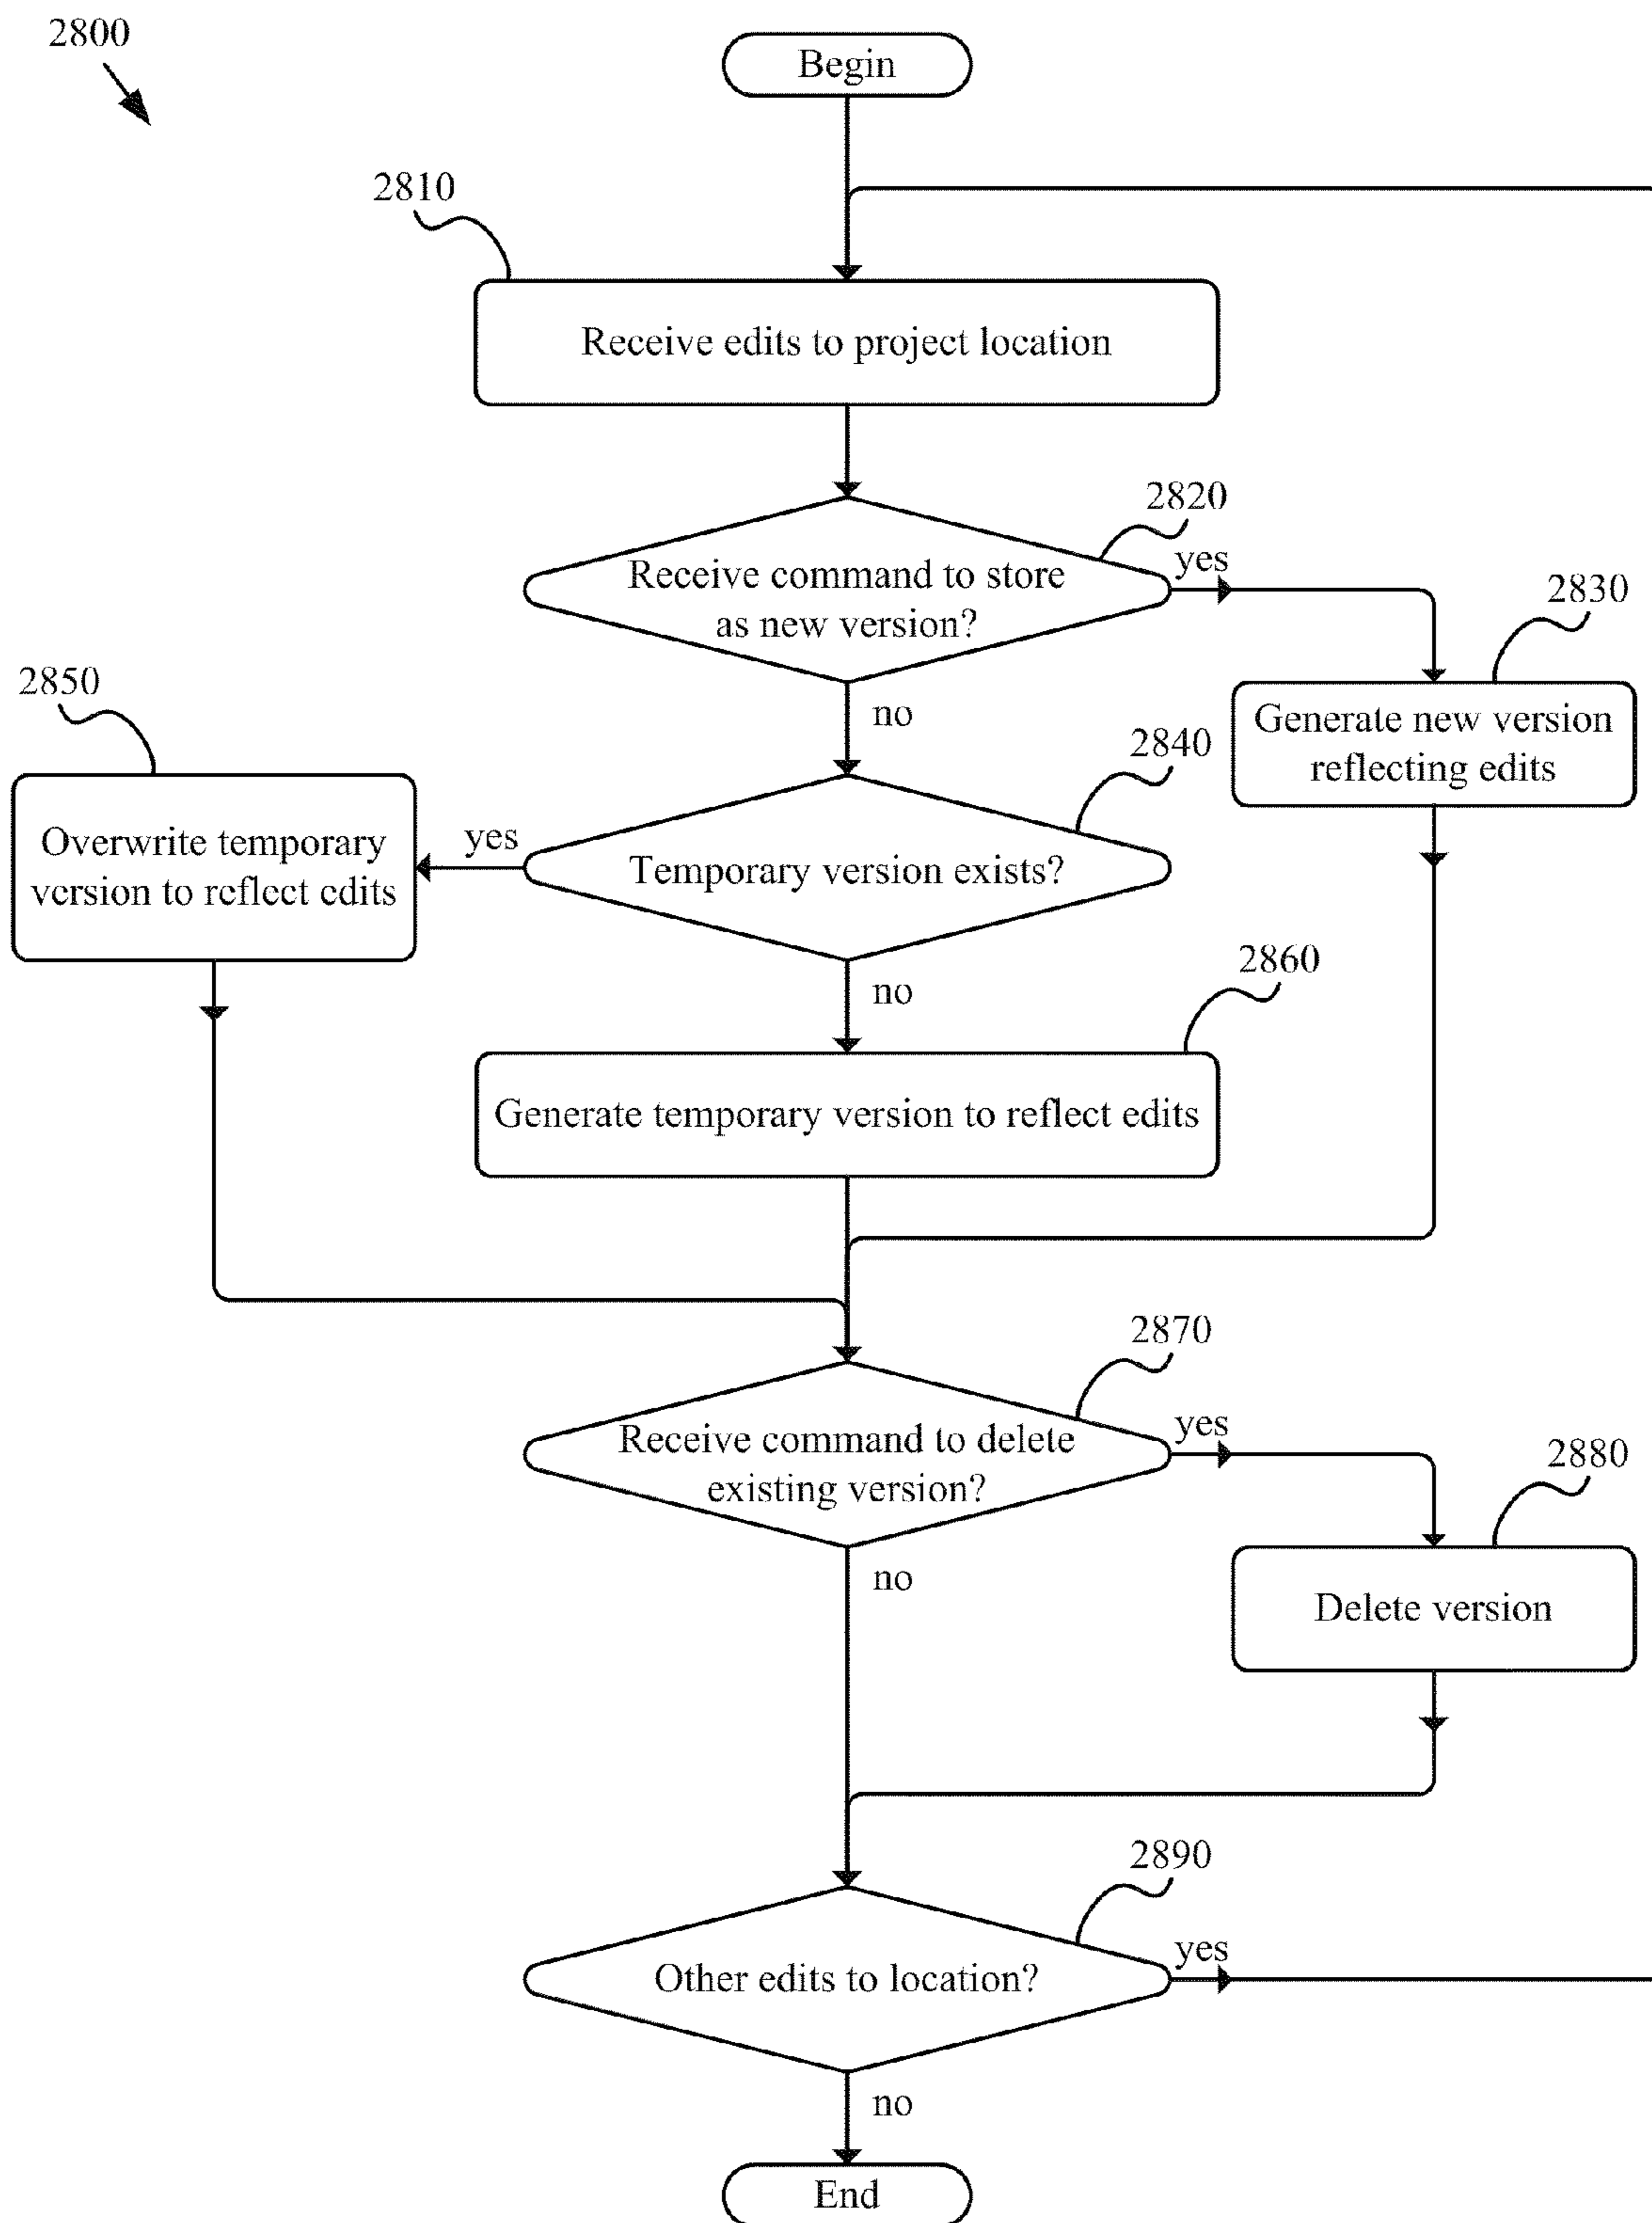 2800
Begin
2810
Receive edits to project location
2820
Receive command to store
as new version?
yes
2830
no
2850
Generate new version
reflecting edits
2840
Overwrite temporary
version to reflect edits
yes
Temporary version exists?
no
2860
Generate temporary version to reflect edits
2870
Receive command to delete
existing version?
yes
2880
no
Delete version
2890
Other edits to location?
yes
no
End